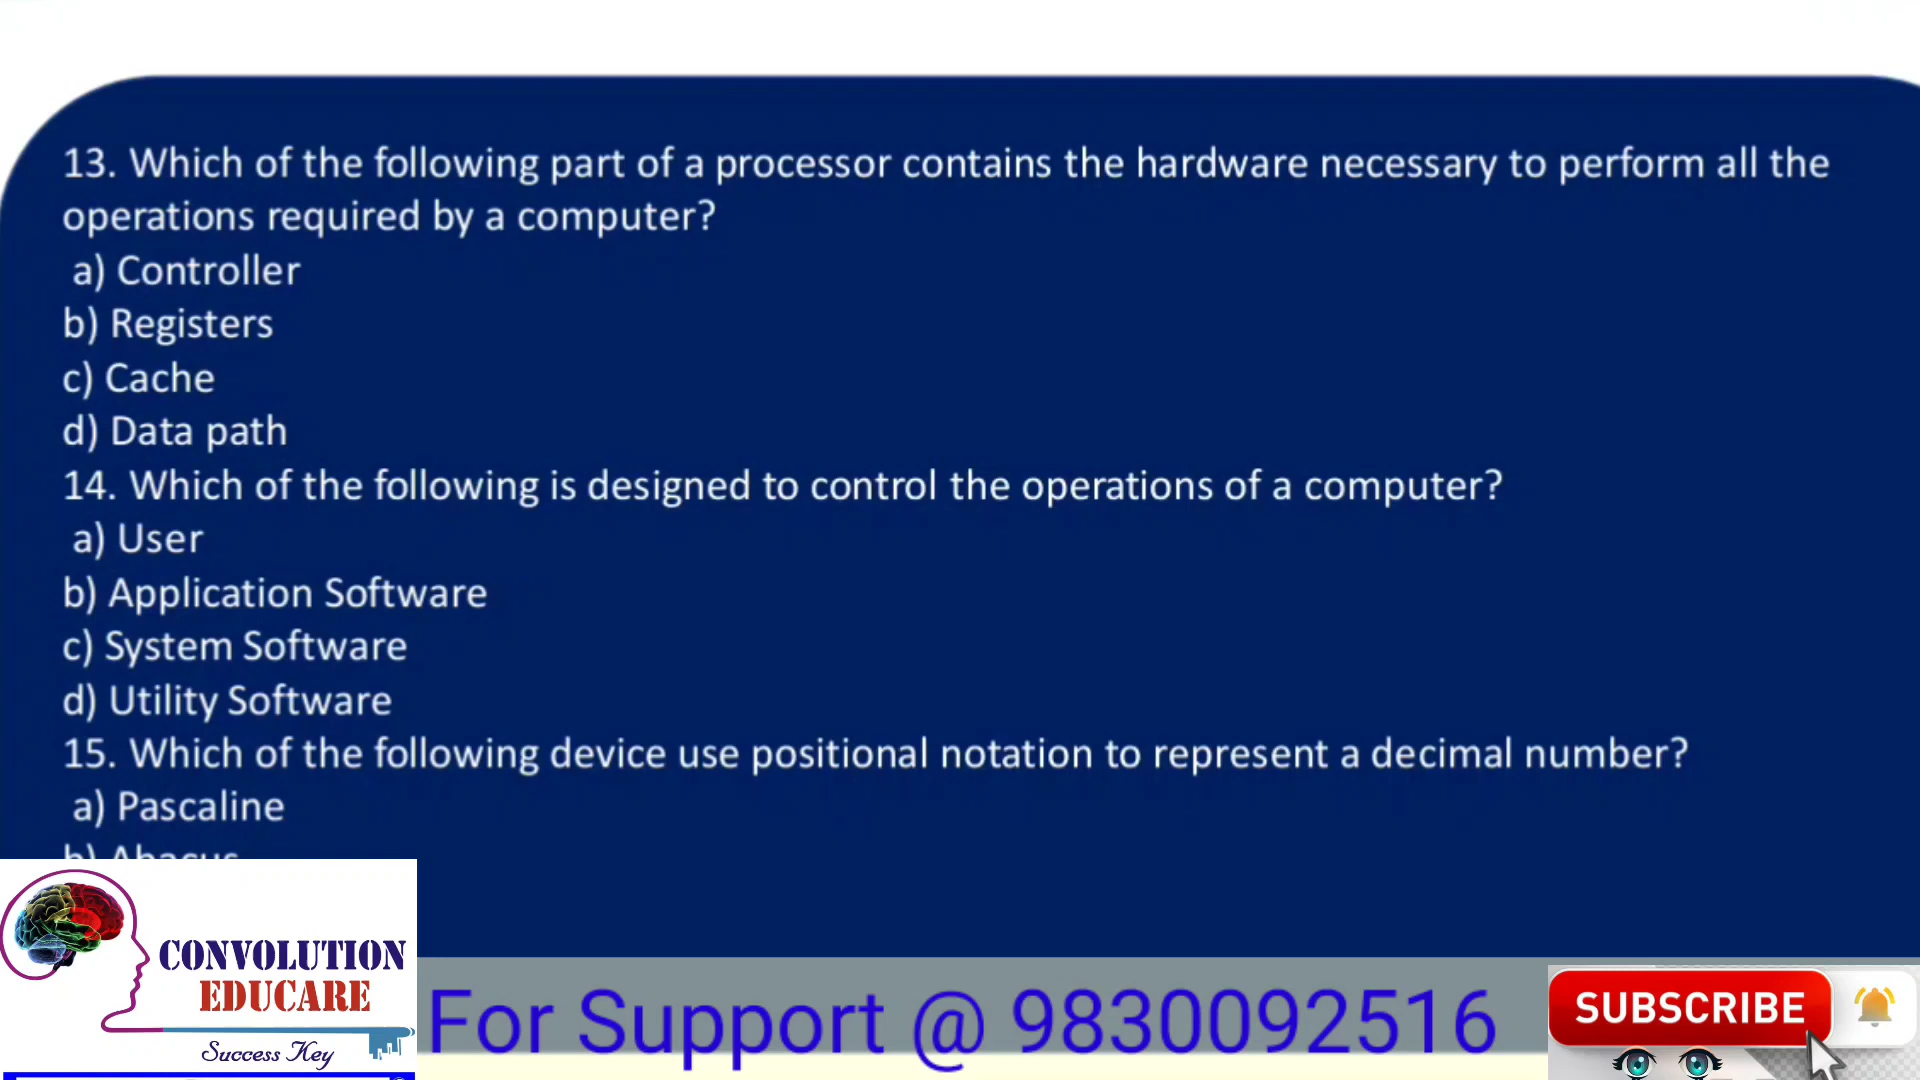 13. Which of the following part of a processor contains the hardware necessary to perform all the
operations required by a computer?
a) Controller
b) Registers
c) Cache
d) Data path
14. Which of the following is designed to control the operations of a computer?
a) User
b) Application Software
c) System Software
d) Utility Software
15. Which of the following device use positional notation to represent a decimal number?
a) Pascaline
b) Abacus
CONVOLUTION
EDUCARE
Success Key
For Support @ 9830092516
SUBSCRIBE